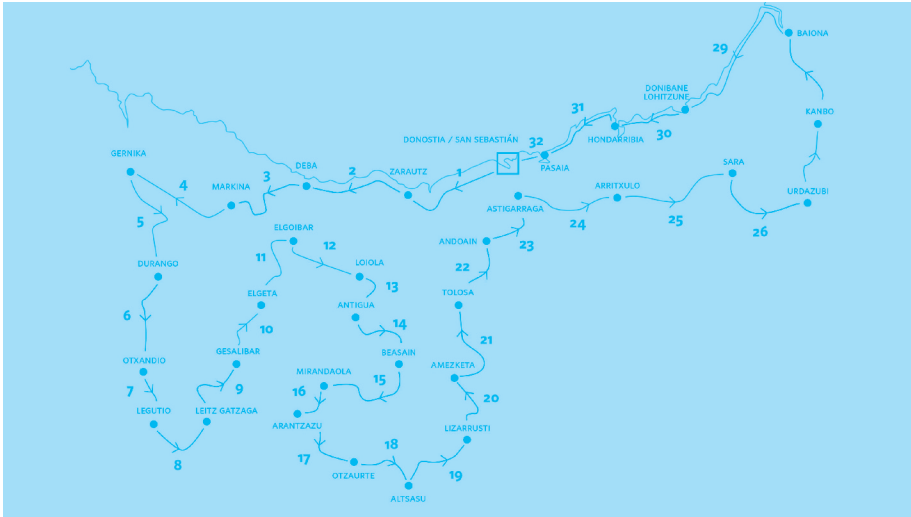 29
BAIONA
DONIBANE
LOHITZUNE
31
30
KANBO
DONOSTIA / SAN SEBASTIÁN
32
HONDARRIBIA
PASAIA
GERNIKA
DEBA
3
2
ZARAUTZ
1
SARA
4
MARKINA
ARRITXULO
URDAZUBI
ASTIGARRAGA
24
25
26
5
ELGOIBAR
ANDOAIN
23
11
12
DURANGO
LOIOLA
22
13
ELGETA
TOLOSA
ANTIGUA
6
10
14
21
GESALIBAR
BEASAIN
OTXANDIO
9
MIRANDAOLA
15
AMEZKETA
7
16
20
LEGUTIO
LEITZ GATZAGA
ARANTZAZU
LIZARRUSTI
8
17
18
OTZAURTE
19
ALTSASU